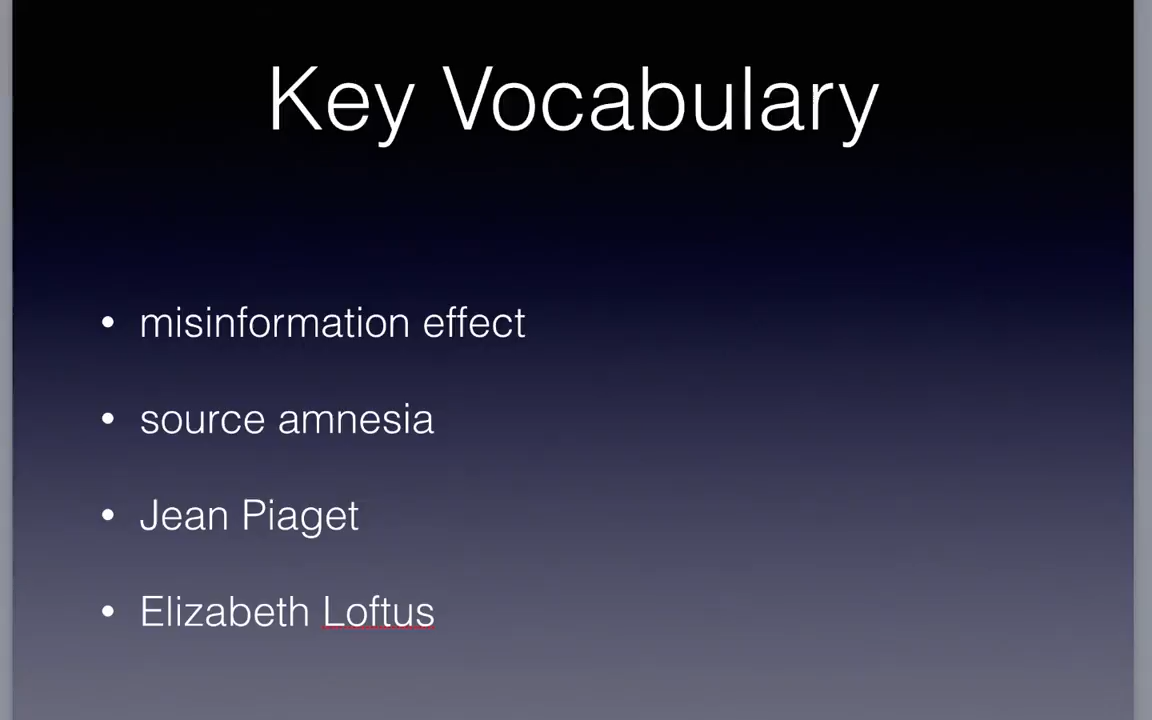 Key Vocabulary
• misinformation effect
• source amnesia
• Jean Piaget
• Elizabeth Loftus